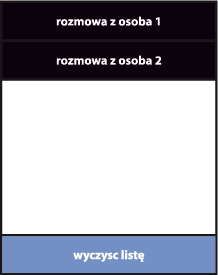 rozmowa z osoba 1
rozmowa z osoba 2
wyczysc listę